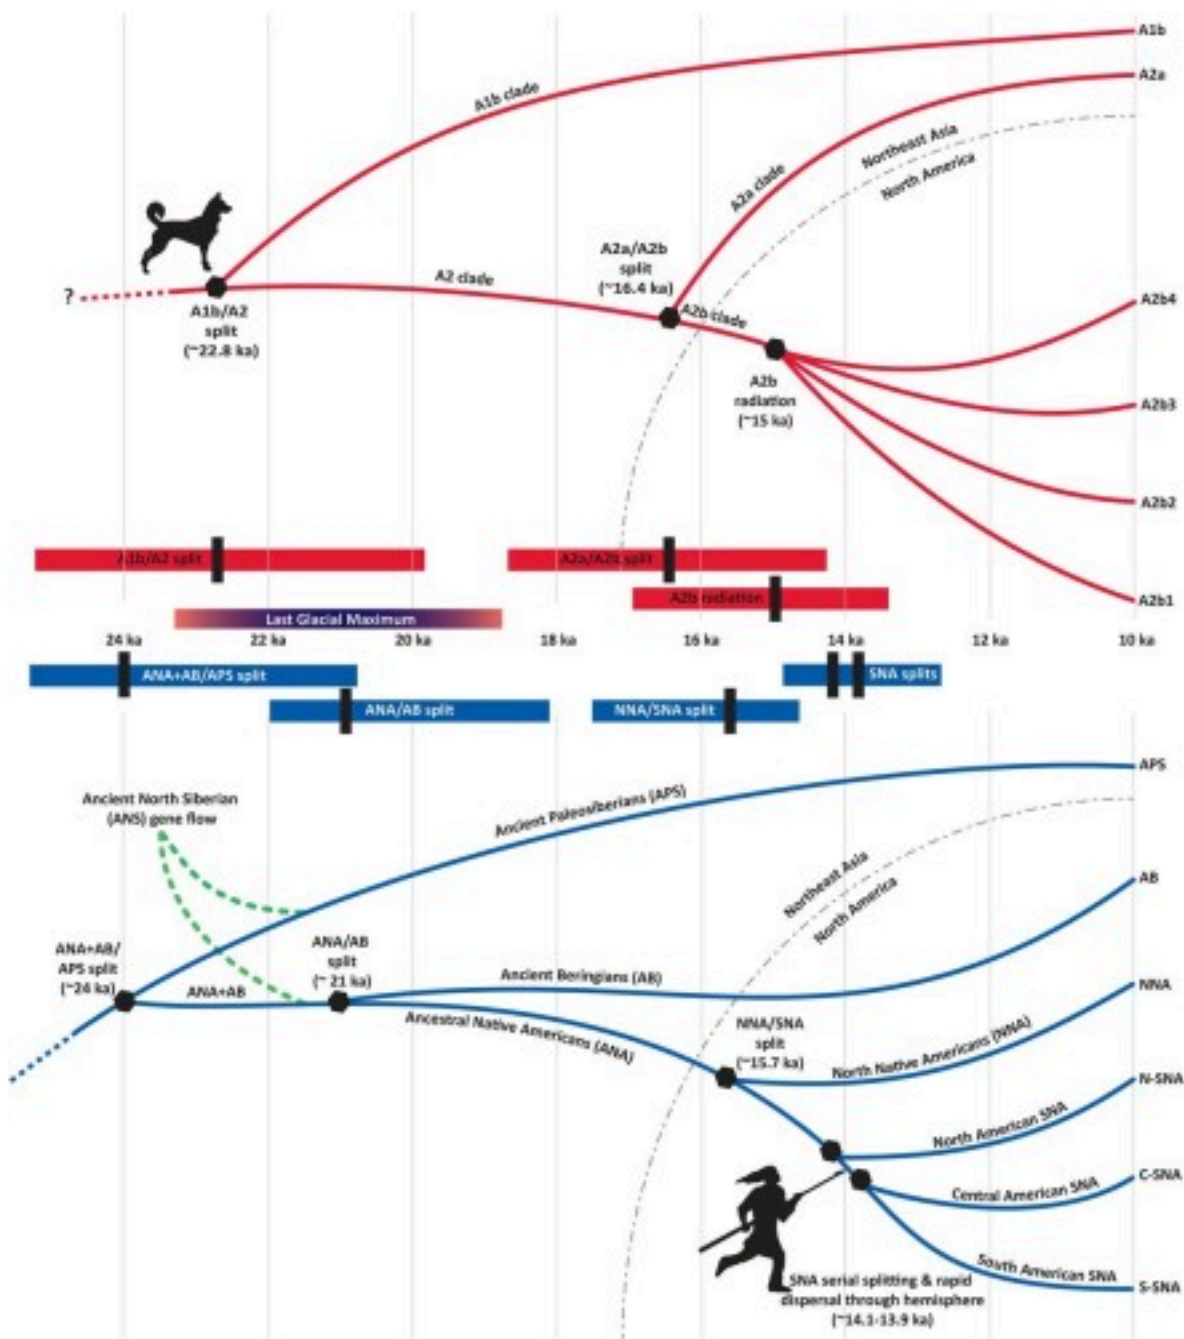 A1b
A2a
A1b clade
Northeast Asia
North America
A2a clade
A2a/A2b
split
(~16.4 ka)
A2 clade
A2b clade
?
A1b/A2
split
(~22.8 ka)
A2b4
A2b
radiation
(~15 ka)
A2b3
A2b2
A1b/A2 split
A2a/A2b split
A2b radiation
A2b1
Last Glacial Maximum
24 ka 22 ka 20 ka 18 ka 16 ka 14 ka 12 ka 10 ka
ANA+AB/APS split
SNA splits
ANA/AB split
NNA/SNA split
APS
Ancient North Siberian
(ANS) gene flow
Ancient Paleosiberians (APS)
Northeast Asia
North America
AB
ANA+AB/
APS split
(~24 ka)
ANA/AB
split
(~ 21 ka)
ANA+AB
Ancient Beringians (AB)
NNA
Ancestral Native Americans (ANA)
NNA/SNA
split
(~15.7 ka)
North Native Americans (NNA)
N-SNA
North American SNA
C-SNA
Central American SNA
South American SNA
S-SNA
SNA serial splitting & rapid
dispersal through hemisphere
(~14.1-13.9 ka)